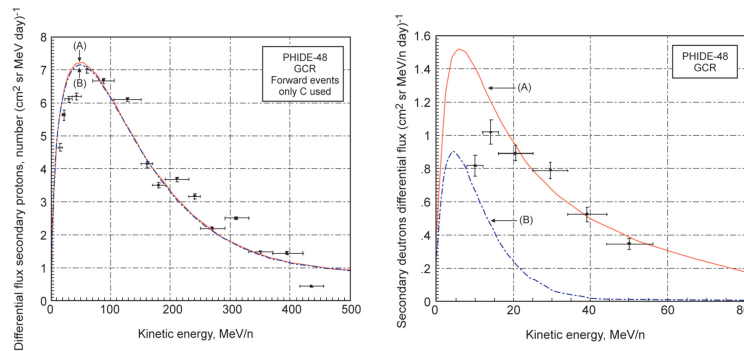 Differential flux secondary protons, number (cm2 sr MeV day)-1
8
7
6
5
4
3
2
1
0
(A)
(B)
PHIDE-48
GCR
Forward events
only C used
100
200
300
400
500
Kinetic energy, MeV/n
Secondary deutrons differential flux (cm2 sr MeV/n day)-1
1.6
1.4
1.2
1
.8
.6
.4
.2
0
(A)
(B)
PHIDE-48
GCR
0
20
40
60
80
Kinetic energy, MeV/n